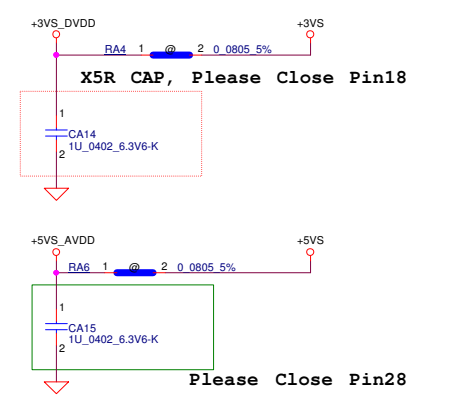 +3VS_DVDD +3VS
RA4 1 @ 2 0_0805_5%
X5R CAP, Please Close Pin18
1
CA14
1U_0402_6.3V6-K
2
+5VS_AVDD +5VS
RA6 1 @ 2 0_0805_5%
1
CA15
1U_0402_6.3V6-K
2
Please Close Pin28